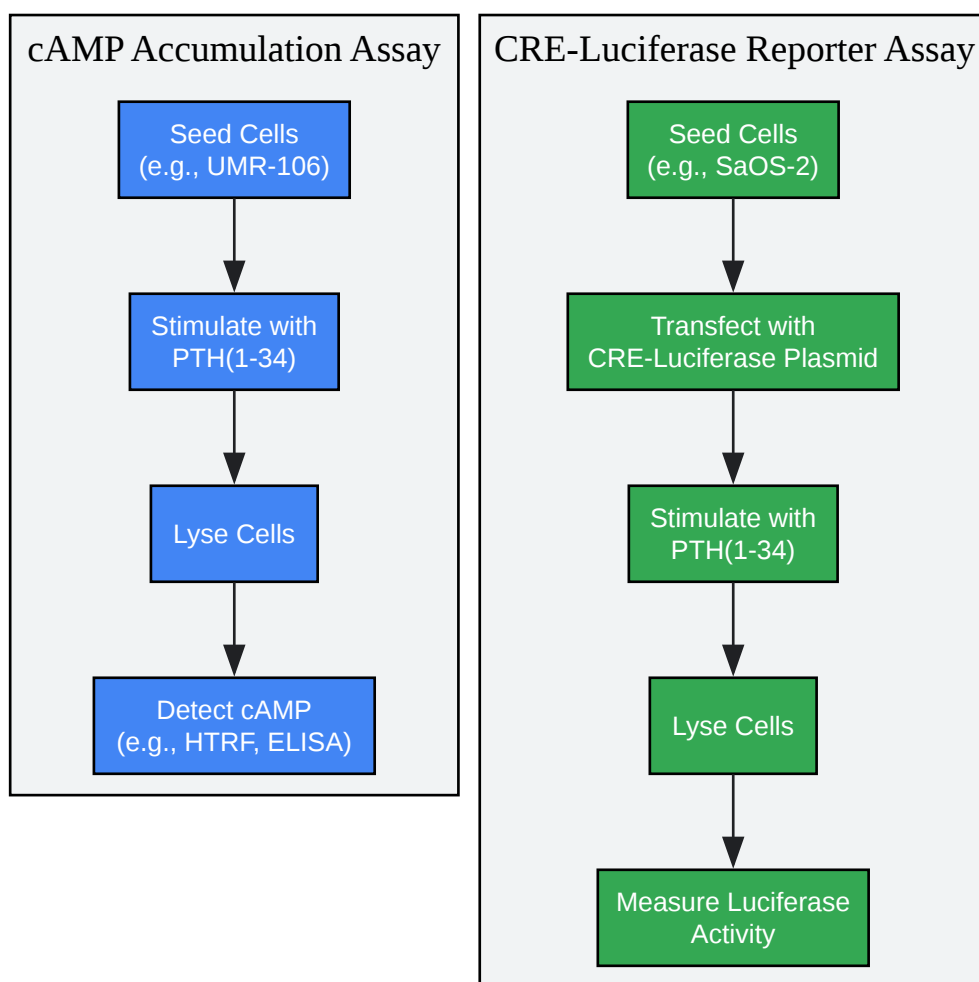 cAMP Accumulation Assay
Seed Cells
(e.g., UMR-106)
Stimulate with
PTH(1-34)
Lyse Cells
Detect cAMP
(e.g., HTRF, ELISA)
CRE-Luciferase Reporter Assay
Seed Cells
(e.g., SaOS-2)
Transfect with
CRE-Luciferase Plasmid
Stimulate with
PTH(1-34)
Lyse Cells
Measure Luciferase
Activity